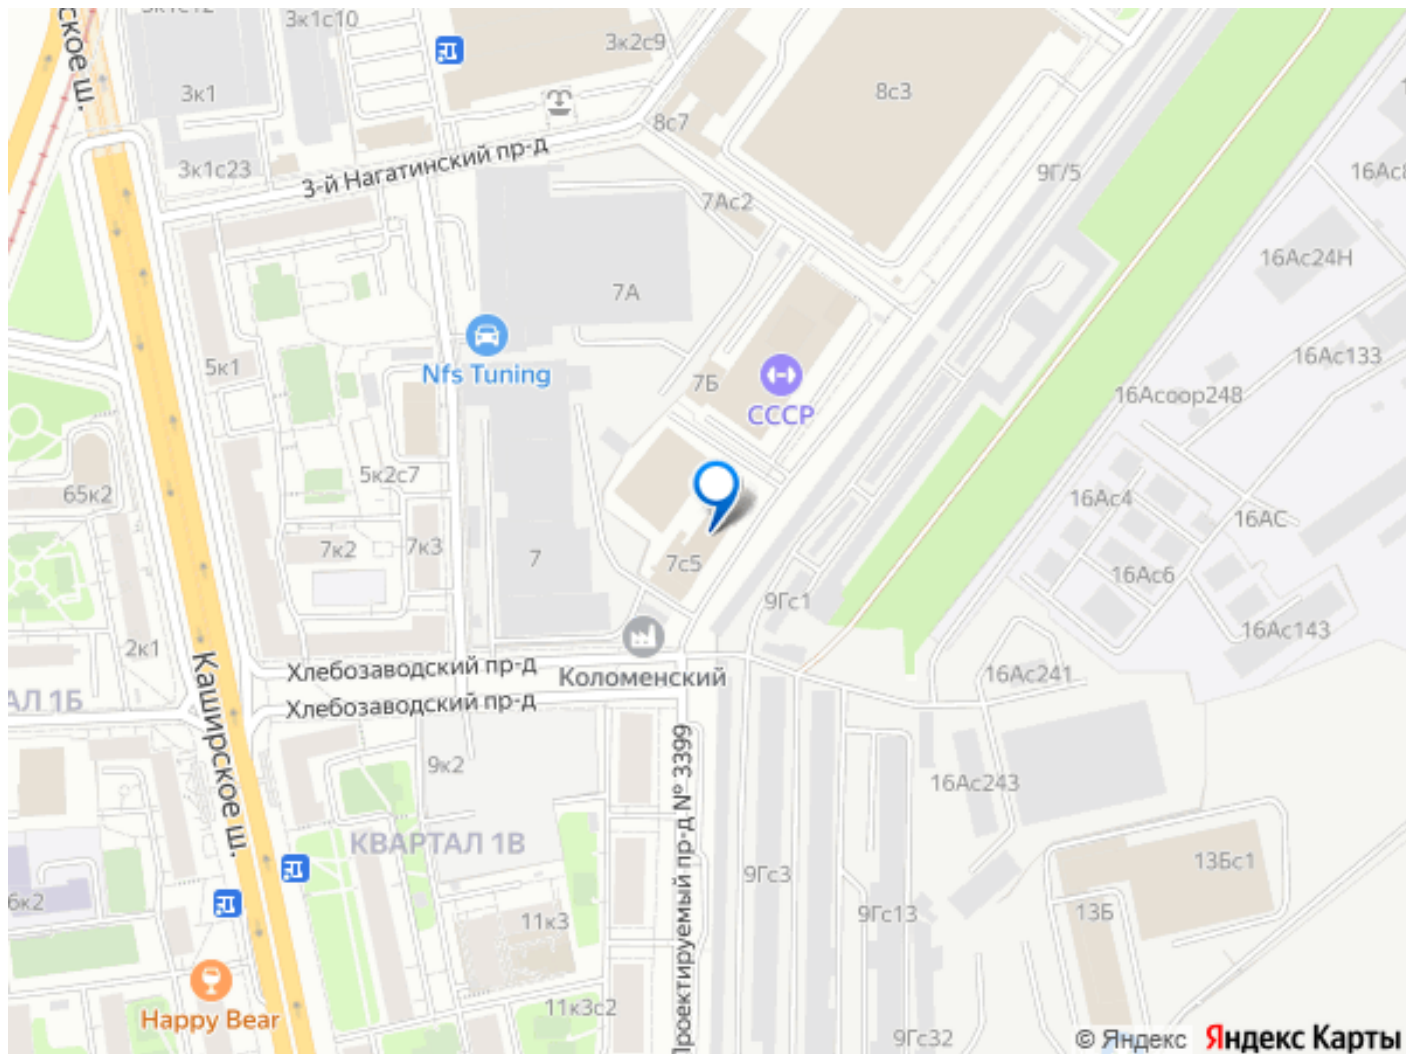 3к1с10
3к2с9
ское ш.
3к1
8с3
8с7
3к1с23
3-й Нагатинский пр-д
9Г/5
7Ас2
16Ас24Н
7А
5к1
Nfs Tuning
7Б
СССР
16Ас133
16Асоор248
65к2
5к2с7
16Ас4
16АС
7к2
7к3
7
7с5
16Ас6
9Гс1
16Ас143
2к1
Хлебозаводский пр-д
Коломенский
16Ас241
АЛ 1Б
Хлебозаводский пр-д
Каширское ш.
9к2
Проектируемый пр-д № 3399
16Ас243
КВАРТАЛ 1В
9Гс3
13Бс1
6к2
11к3
9Гс13
13Б
Happy Bear
11к3с2
9Гс32
© Яндекс Яндекс Карты